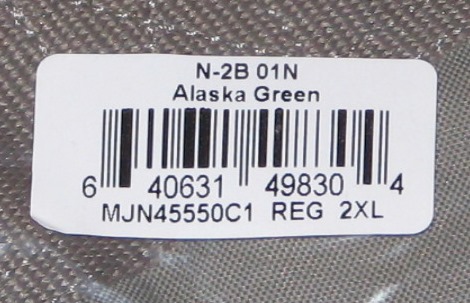 N-2B 01N
Alaska Green
6 40631 49830 4
MJN45550C1 REG 2XL